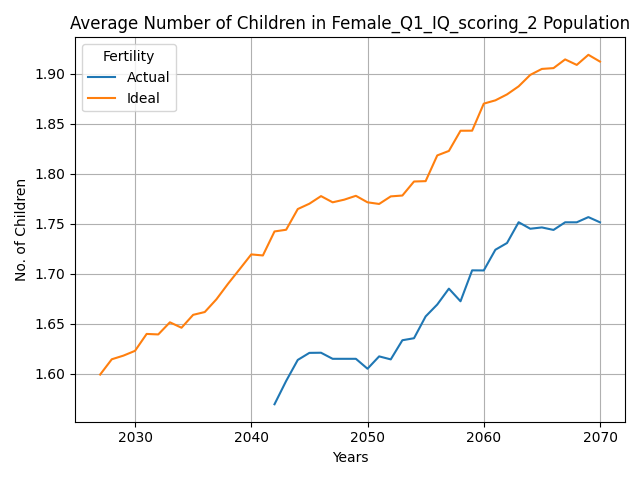 Average Number of Children in Female_Q1_IQ_scoring_2 Population
Fertility
Actual
Ideal
No. of Children
1.90
1.85
1.80
1.75
1.70
1.65
1.60
2030 2040 2050 2060 2070
Years